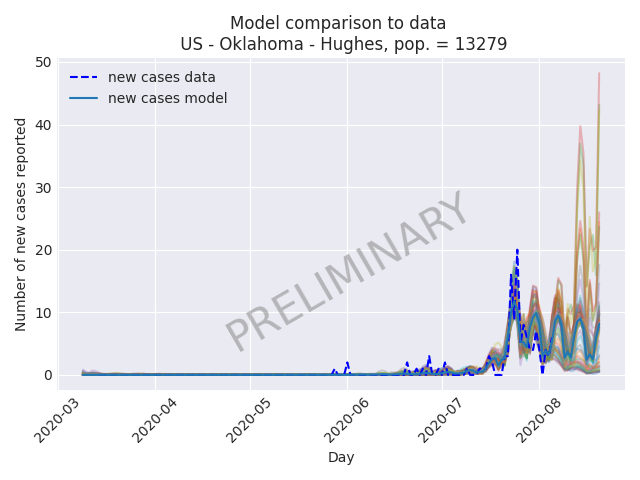 Model comparison to data
US - Oklahoma - Hughes, pop. = 13279
new cases data
new cases model
PRELIMINARY
Number of new cases reported
50
40
30
20
10
0
2020-03
2020-04
2020-05
2020-06
2020-07
2020-08
Day